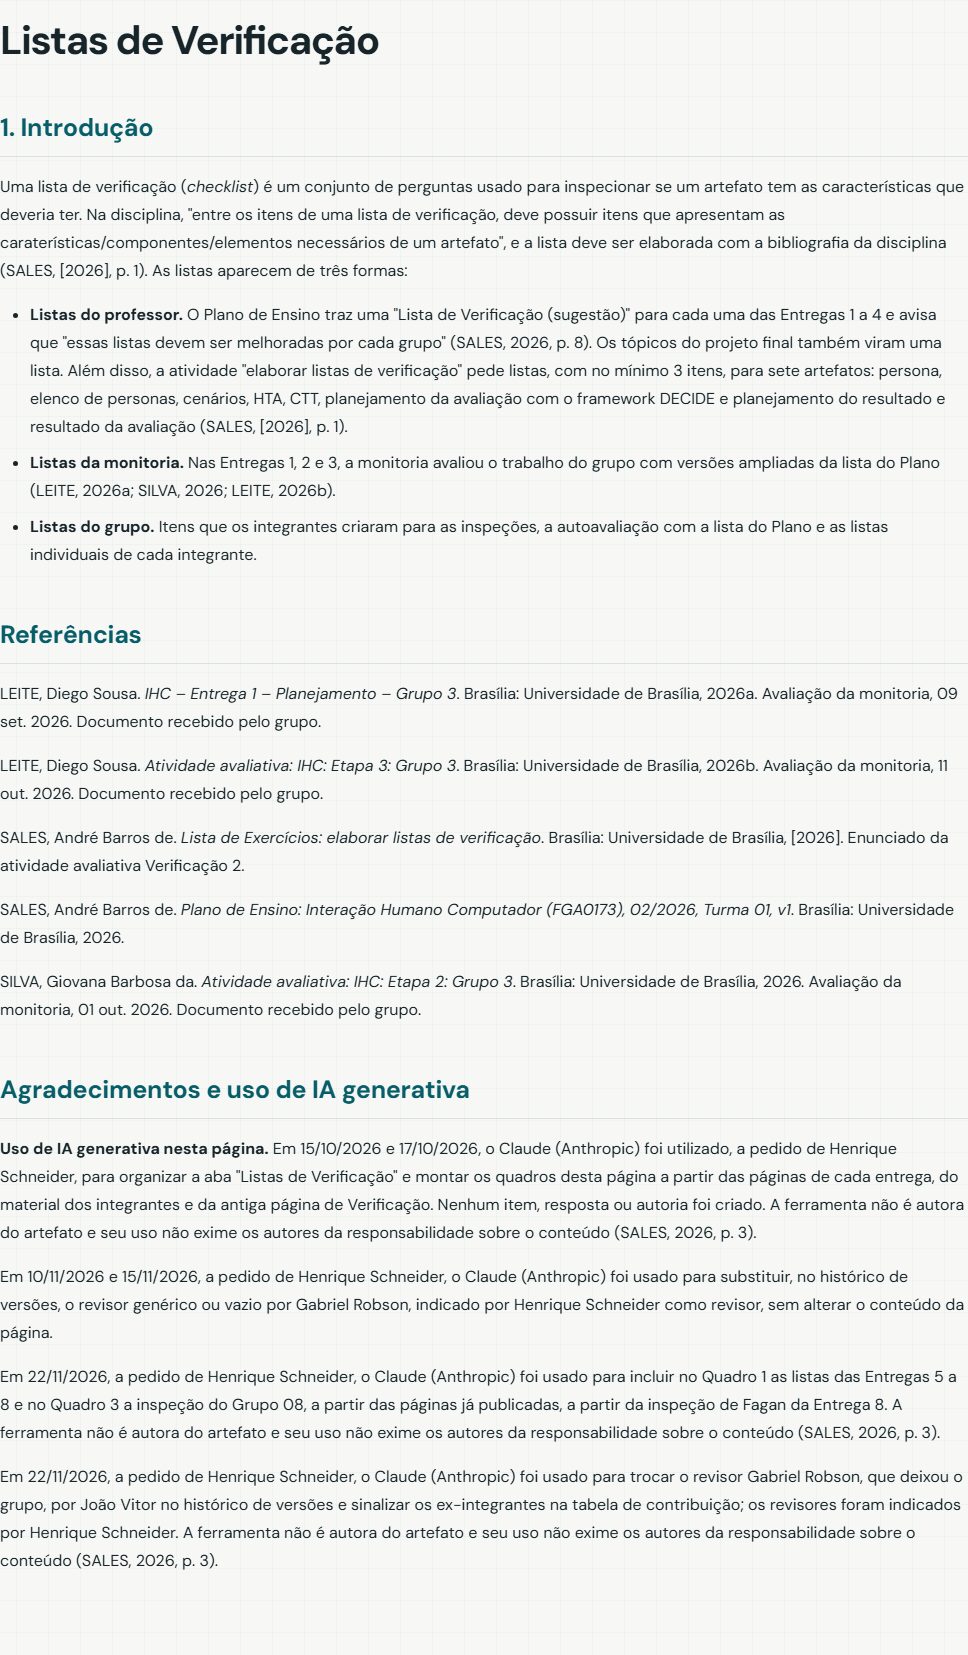 Listas de Verificação
1. Introdução
Uma lista de verificação (checklist) é um conjunto de perguntas usado para inspecionar se um artefato tem as características que
deveria ter. Na disciplina, "entre os itens de uma lista de verificação, deve possuir itens que apresentam as
caraterísticas/componentes/elementos necessários de um artefato", e a lista deve ser elaborada com a bibliografia da disciplina
(SALES, [2026], p. 1). As listas aparecem de três formas:
• Listas do professor. O Plano de Ensino traz uma "Lista de Verificação (sugestão)" para cada uma das Entregas 1 a 4 e avisa
que "essas listas devem ser melhoradas por cada grupo" (SALES, 2026, p. 8). Os tópicos do projeto final também viram uma
lista. Além disso, a atividade "elaborar listas de verificação" pede listas, com no mínimo 3 itens, para sete artefatos: persona,
elenco de personas, cenários, HTA, CTT, planejamento da avaliação com o framework DECIDE e planejamento do resultado e
resultado da avaliação (SALES, [2026], p. 1).
• Listas da monitoria. Nas Entregas 1, 2 e 3, a monitoria avaliou o trabalho do grupo com versões ampliadas da lista do Plano
(LEITE, 2026a; SILVA, 2026; LEITE, 2026b).
• Listas do grupo. Itens que os integrantes criaram para as inspeções, a autoavaliação com a lista do Plano e as listas
individuais de cada integrante.
Referências
LEITE, Diego Sousa. IHC – Entrega 1 – Planejamento – Grupo 3. Brasília: Universidade de Brasília, 2026a. Avaliação da monitoria, 09
set. 2026. Documento recebido pelo grupo.
LEITE, Diego Sousa. Atividade avaliativa: IHC: Etapa 3: Grupo 3. Brasília: Universidade de Brasília, 2026b. Avaliação da monitoria, 11
out. 2026. Documento recebido pelo grupo.
SALES, André Barros de. Lista de Exercícios: elaborar listas de verificação. Brasília: Universidade de Brasília, [2026]. Enunciado da
atividade avaliativa Verificação 2.
SALES, André Barros de. Plano de Ensino: Interação Humano Computador (FGA0173), 02/2026, Turma 01, v1. Brasília: Universidade
de Brasília, 2026.
SILVA, Giovana Barbosa da. Atividade avaliativa: IHC: Etapa 2: Grupo 3. Brasília: Universidade de Brasília, 2026. Avaliação da
monitoria, 01 out. 2026. Documento recebido pelo grupo.
Agradecimentos e uso de IA generativa
Uso de IA generativa nesta página. Em 15/10/2026 e 17/10/2026, o Claude (Anthropic) foi utilizado, a pedido de Henrique
Schneider, para organizar a aba "Listas de Verificação" e montar os quadros desta página a partir das páginas de cada entrega, do
material dos integrantes e da antiga página de Verificação. Nenhum item, resposta ou autoria foi criado. A ferramenta não é autora
do artefato e seu uso não exime os autores da responsabilidade sobre o conteúdo (SALES, 2026, p. 3).
Em 10/11/2026 e 15/11/2026, a pedido de Henrique Schneider, o Claude (Anthropic) foi usado para substituir, no histórico de
versões, o revisor genérico ou vazio por Gabriel Robson, indicado por Henrique Schneider como revisor, sem alterar o conteúdo da
página.
Em 22/11/2026, a pedido de Henrique Schneider, o Claude (Anthropic) foi usado para incluir no Quadro 1 as listas das Entregas 5 a
8 e no Quadro 3 a inspeção do Grupo 08, a partir das páginas já publicadas, a partir da inspeção de Fagan da Entrega 8. A
ferramenta não é autora do artefato e seu uso não exime os autores da responsabilidade sobre o conteúdo (SALES, 2026, p. 3).
Em 22/11/2026, a pedido de Henrique Schneider, o Claude (Anthropic) foi usado para trocar o revisor Gabriel Robson, que deixou o
grupo, por João Vitor no histórico de versões e sinalizar os ex-integrantes na tabela de contribuição; os revisores foram indicados
por Henrique Schneider. A ferramenta não é autora do artefato e seu uso não exime os autores da responsabilidade sobre o
conteúdo (SALES, 2026, p. 3).